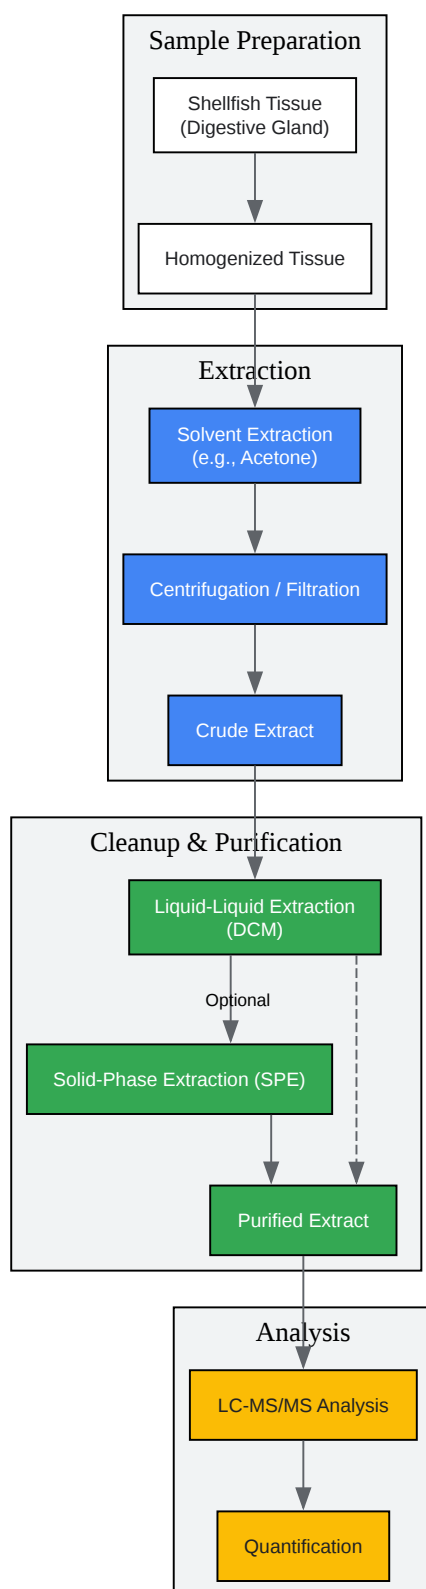 Sample Preparation
Shellfish Tissue
(Digestive Gland)
Homogenized Tissue
Extraction
Solvent Extraction
(e.g., Acetone)
Centrifugation / Filtration
Crude Extract
Cleanup & Purification
Liquid-Liquid Extraction
(DCM)
Optional
Solid-Phase Extraction (SPE)
Purified Extract
Analysis
LC-MS/MS Analysis
Quantification